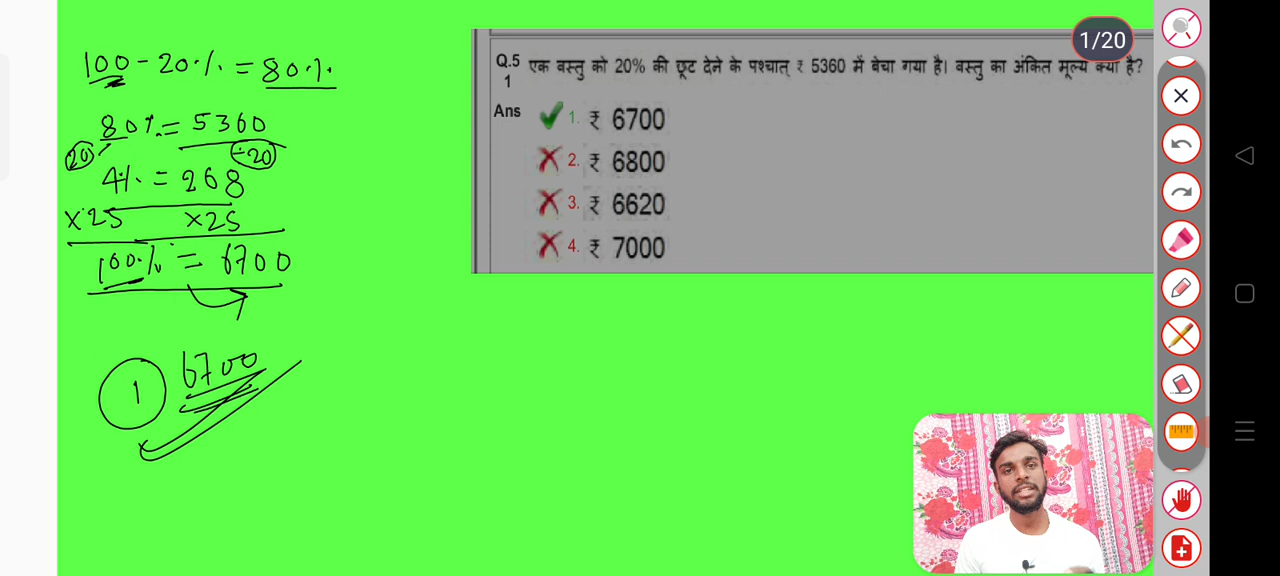 100 - 20% = 80%
80% = 5360
20 ÷20
4% = 268
×25 ×25
100% = 6700
1 6700
1/20
Q.5 एक वस्तु को 20% की छूट देने के पश्चात् ₹ 5360 में बेचा गया है। वस्तु का अंकित मूल्य क्या है?
1
Ans 1. ₹ 6700
2. ₹ 6800
3. ₹ 6620
4. ₹ 7000